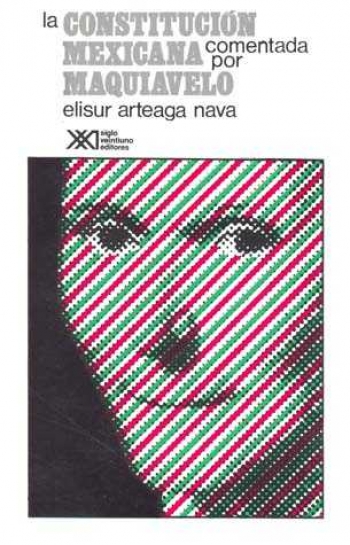 la CONSTITUCIÓN
MEXICANA comentada
MAQUIAVELO por
elisur arteaga nava
siglo
veintiuno
editores